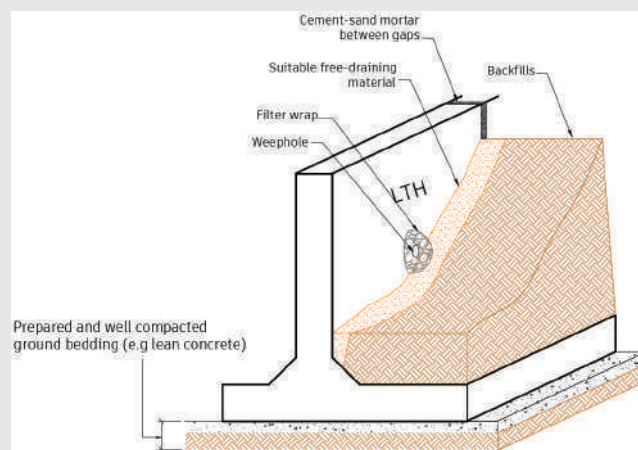 Cement-sand mortar
between gaps
Suitable free-draining
material
Backfills
Filter wrap
Weephole
LTH
Prepared and well compacted
ground bedding (e.g lean concrete)